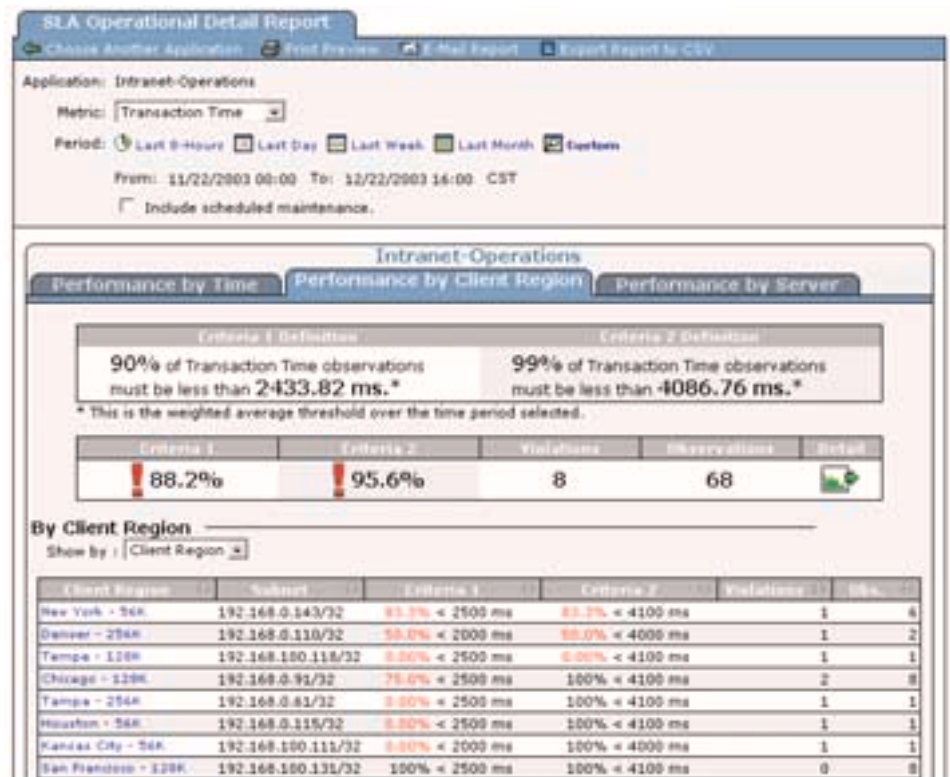 SLA Operational Detail Report
Choose Another Application Print Preview E-Mail Report Export Report to CSV
Application: Intranet-Operations
Metric: Transaction Time
Period: Last 8-Hours Last Day Last Week Last Month Custom
From: 11/22/2003 00:00 To: 12/22/2003 16:00 CST
Include scheduled maintenance.
Intranet-Operations
Performance by Time Performance by Client Region Performance by Server
Criteria 1 Definition Criteria 2 Definition
90% of Transaction Time observations 99% of Transaction Time observations
must be less than 2433.82 ms.* must be less than 4086.76 ms.*
* This is the weighted average threshold over the time period selected.
Criteria 1 Criteria 2 Violations Observations Detail
88.2% 95.6% 8 68
By Client Region
Show by : Client Region
Client Region Subnet Criteria 1 Criteria 2 Violations Obs.
New York - 56K 192.168.0.143/32 83.3% < 2500 ms 83.3% < 4100 ms 1 6
Denver - 256K 192.168.0.110/32 50.0% < 2000 ms 50.0% < 4000 ms 1 2
Tampa - 128K 192.168.100.118/32 0.00% < 2500 ms 0.00% < 4100 ms 1 1
Chicago - 128K 192.168.0.91/32 75.0% < 2500 ms 100% < 4100 ms 2 8
Tampa - 256K 192.168.0.61/32 0.00% < 2500 ms 100% < 4100 ms 1 1
Houston - 56K 192.168.0.115/32 0.00% < 2500 ms 100% < 4100 ms 1 1
Kansas City - 56K 192.168.100.111/32 0.00% < 2000 ms 100% < 4000 ms 1 1
San Francisco - 128K 192.168.100.131/32 100% < 2500 ms 100% < 4100 ms 0 8